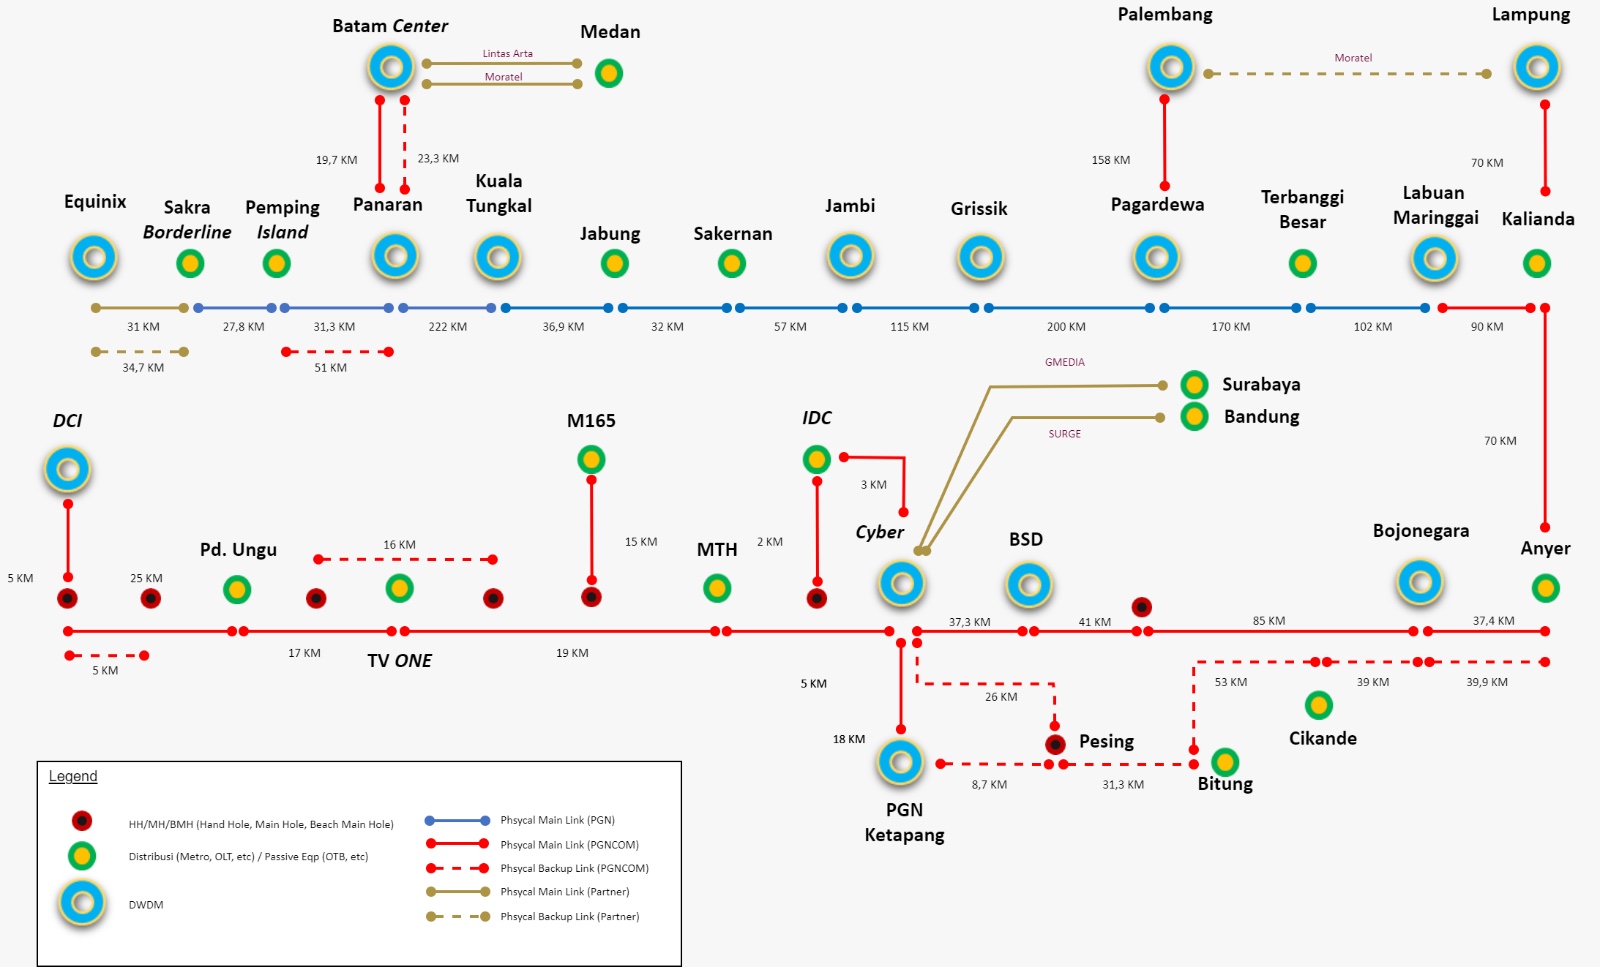 Batam Center
Medan
Palembang
Lampung
Lintas Arta
Moratel
Moratel
19,7 KM
23,3 KM
158 KM
70 KM
Equinix
Sakra
Borderline
Pemping
Island
Panaran
Kuala
Tungkal
Jabung
Sakernan
Jambi
Grissik
Pagardewa
Terbanggi
Besar
Labuan
Maringgai
Kalianda
31 KM
27,8 KM
31,3 KM
222 KM
36,9 KM
32 KM
57 KM
115 KM
200 KM
170 KM
102 KM
90 KM
34,7 KM
51 KM
GMEDIA
Surabaya
Bandung
SURGE
70 KM
DCI
M165
IDC
3 KM
Cyber
BSD
Bojonegara
Anyer
Pd. Ungu
16 KM
15 KM
MTH
2 KM
5 KM
25 KM
37,3 KM
41 KM
85 KM
37,4 KM
5 KM
17 KM
TV ONE
19 KM
5 KM
26 KM
53 KM
39 KM
39,9 KM
18 KM
Pesing
Cikande
8,7 KM
31,3 KM
Bitung
PGN
Ketapang
Legend
HH/MH/BMH (Hand Hole, Main Hole, Beach Main Hole)
Distribusi (Metro, OLT, etc) / Passive Eqp (OTB, etc)
DWDM
Phsycal Main Link (PGN)
Phsycal Main Link (PGNCOM)
Phsycal Backup Link (PGNCOM)
Phsycal Main Link (Partner)
Phsycal Backup Link (Partner)